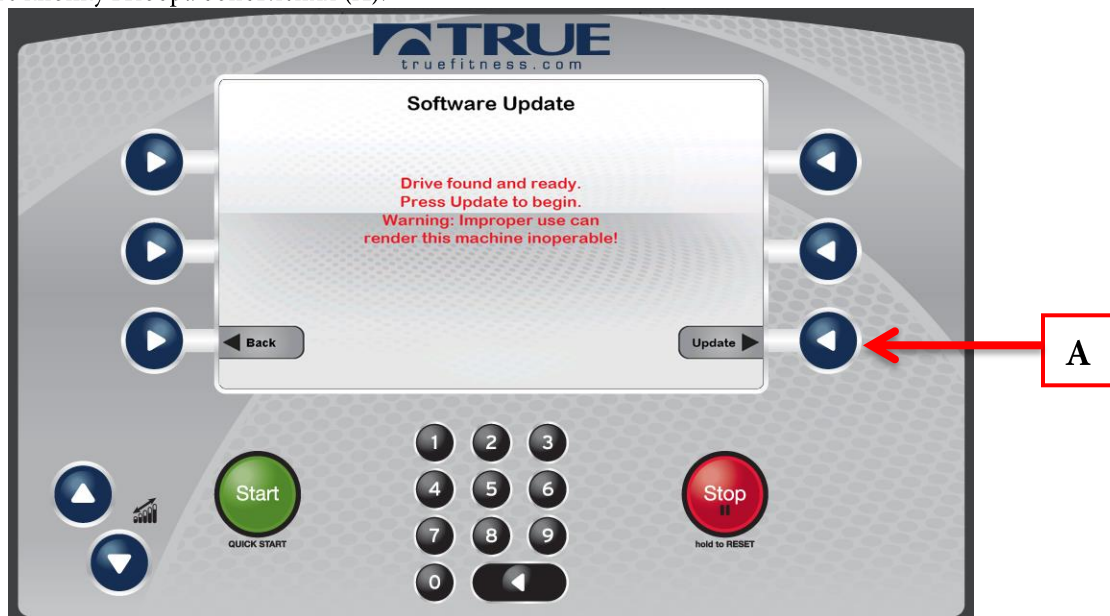 TRUE
truefitness.com
Software Update
Drive found and ready.
Press Update to begin.
Warning: Improper use can
render this machine inoperable!
Back
Update
A
1 2 3
4 5 6
7 8 9
0
Start
QUICK START
Stop
hold to RESET